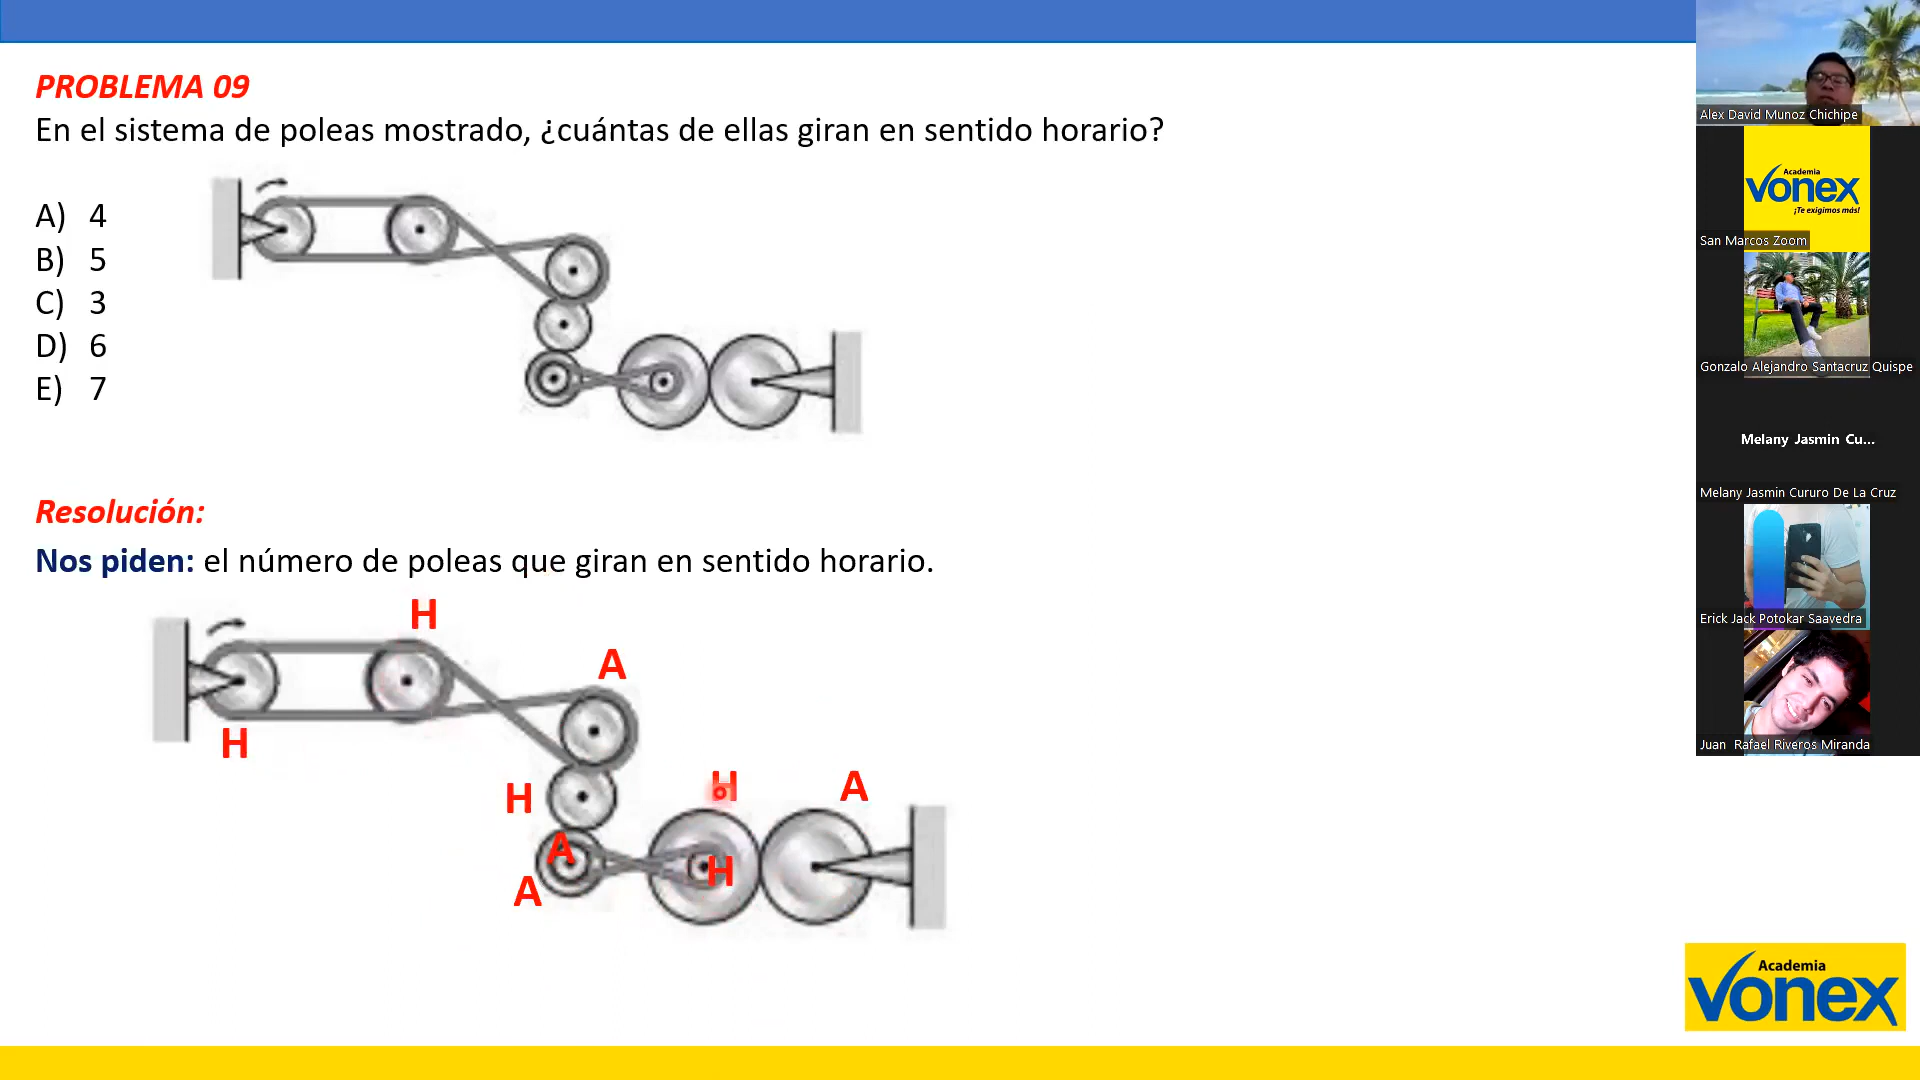 PROBLEMA 09
En el sistema de poleas mostrado, ¿cuántas de ellas giran en sentido horario?
A) 4
B) 5
C) 3
D) 6
E) 7
Resolución:
Nos piden: el número de poleas que giran en sentido horario.
H
A
H
H
H
A
A
H
A
Alex David Munoz Chichipe
Academia
vonex
¡Te exigimos más!
San Marcos Zoom
Gonzalo Alejandro Santacruz Quispe
Melany Jasmin Cu...
Melany Jasmin Cururo De La Cruz
Erick Jack Potokar Saavedra
Juan Rafael Riveros Miranda
Academia
vonex